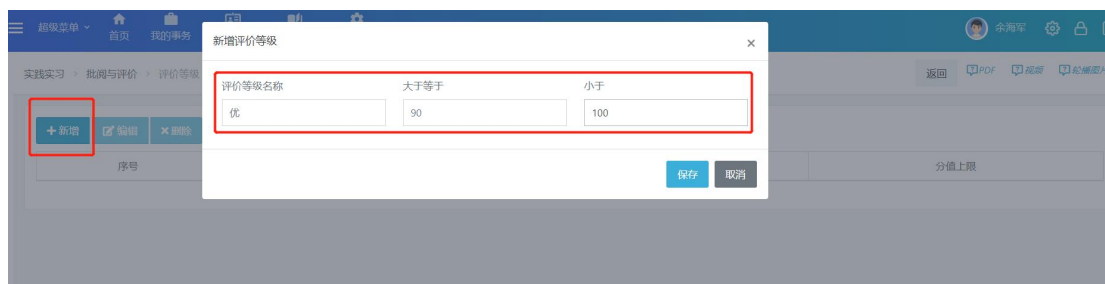 超级菜单
首页
我的事务
余海军
新增评价等级
×
实践实习 / 批阅与评价 / 评价等级
返回
PDF
视频
评价等级名称
大于等于
小于
优
90
100
+新增
编辑
×删除
保存
取消
序号
分值上限